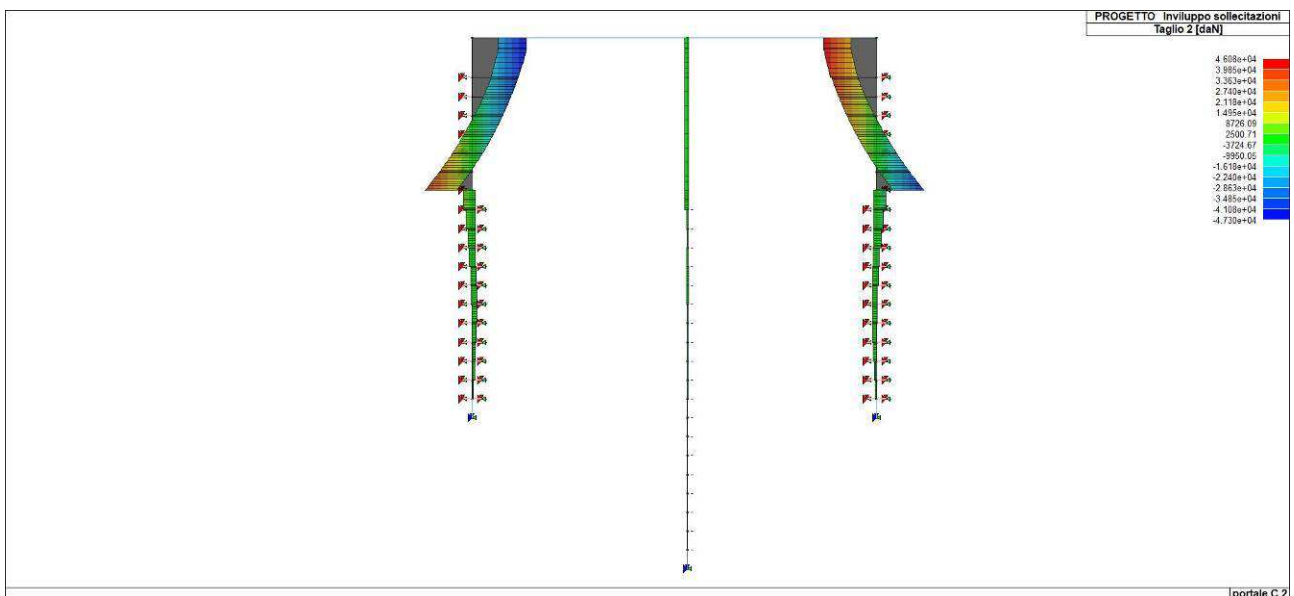 PROGETTO Inviluppo sollecitazioni
Taglio 2 [daN]
4.608e+04
3.985e+04
3.363e+04
2.740e+04
2.118e+04
1.495e+04
8726.09
2500.71
-3724.67
-9950.05
-1.618e+04
-2.240e+04
-2.863e+04
-3.485e+04
-4.108e+04
-4.730e+04
portale C.2